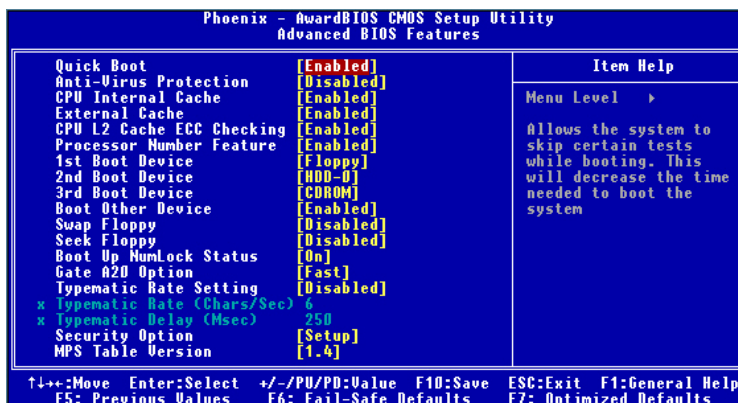 Phoenix - AwardBIOS CMOS Setup Utility
Advanced BIOS Features
Quick Boot [Enabled]
Anti-Virus Protection [Disabled]
CPU Internal Cache [Enabled]
External Cache [Enabled]
CPU L2 Cache ECC Checking [Enabled]
Processor Number Feature [Enabled]
1st Boot Device [Floppy]
2nd Boot Device [HDD-0]
3rd Boot Device [CDROM]
Boot Other Device [Enabled]
Swap Floppy [Disabled]
Seek Floppy [Disabled]
Boot Up NumLock Status [On]
Gate A20 Option [Fast]
Typematic Rate Setting [Disabled]
x Typematic Rate (Chars/Sec) 6
x Typematic Delay (Msec) 250
Security Option [Setup]
MPS Table Version [1.4]
Item Help
Menu Level ▸
Allows the system to
skip certain tests
while booting. This
will decrease the time
needed to boot the
system
↑↓→←:Move Enter:Select +/-/PU/PD:Value F10:Save ESC:Exit F1:General Help
F5: Previous Values F6: Fail-Safe Defaults F7: Optimized Defaults